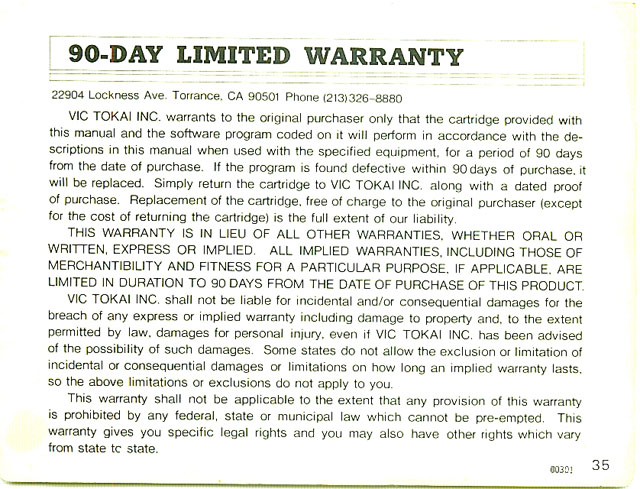 90-DAY LIMITED WARRANTY
22904 Lockness Ave. Torrance, CA 90501 Phone (213)326-8880
VIC TOKAI INC. warrants to the original purchaser only that the cartridge provided with
this manual and the software program coded on it will perform in accordance with the de-
scriptions in this manual when used with the specified equipment, for a period of 90 days
from the date of purchase. If the program is found defective within 90 days of purchase, it
will be replaced. Simply return the cartridge to VIC TOKAI INC. along with a dated proof
of purchase. Replacement of the cartridge, free of charge to the original purchaser (except
for the cost of returning the cartridge) is the full extent of our liability.
THIS WARRANTY IS IN LIEU OF ALL OTHER WARRANTIES, WHETHER ORAL OR
WRITTEN, EXPRESS OR IMPLIED. ALL IMPLIED WARRANTIES, INCLUDING THOSE OF
MERCHANTIBILITY AND FITNESS FOR A PARTICULAR PURPOSE, IF APPLICABLE, ARE
LIMITED IN DURATION TO 90 DAYS FROM THE DATE OF PURCHASE OF THIS PRODUCT.
VIC TOKAI INC. shall not be liable for incidental and/or consequential damages for the
breach of any express or implied warranty including damage to property and, to the extent
permitted by law, damages for personal injury, even if VIC TOKAI INC. has been advised
of the possibility of such damages. Some states do not allow the exclusion or limitation of
incidental or consequential damages or limitations on how long an implied warranty lasts,
so the above limitations or exclusions do not apply to you.
This warranty shall not be applicable to the extent that any provision of this warranty
is prohibited by any federal, state or municipal law which cannot be pre-empted. This
warranty gives you specific legal rights and you may also have other rights which vary
from state to state.
00301 35